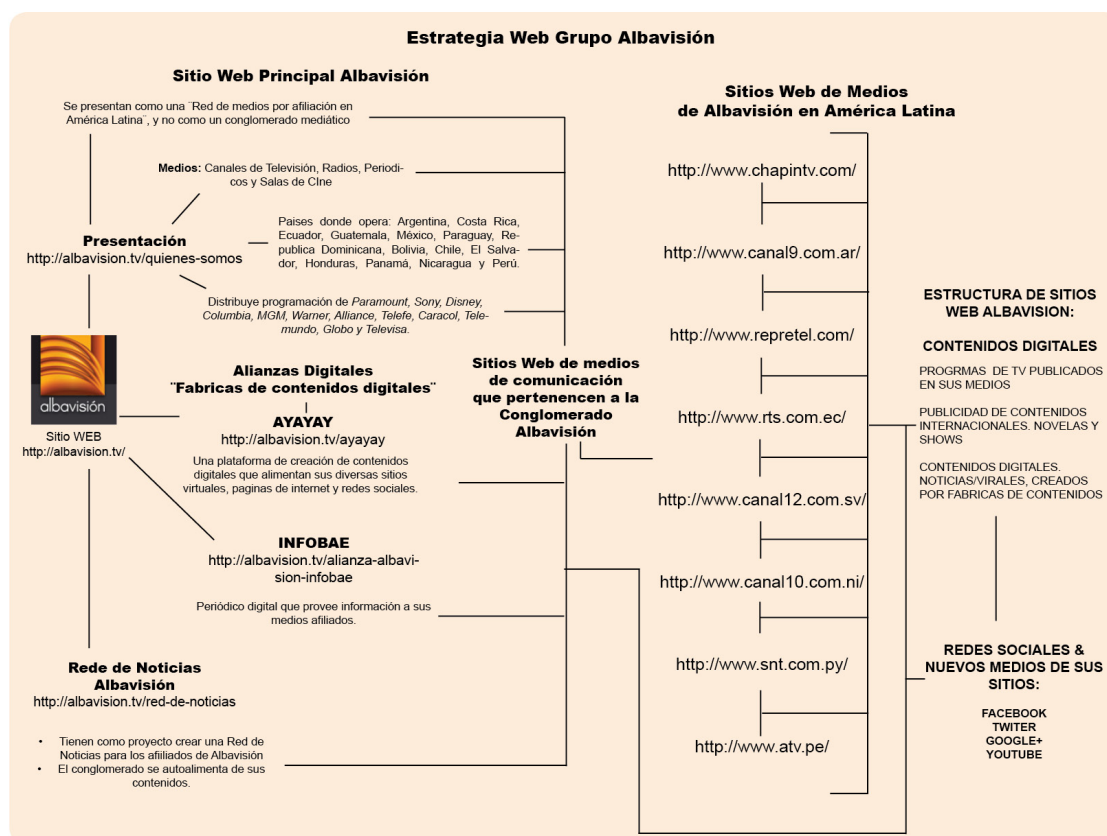 Estrategia Web Grupo Albavisión
Sitio Web Principal Albavisión
Se presentan como una ¨Red de medios por afiliación en
América Latina¨, y no como un conglomerado mediático
Medios: Canales de Televisión, Radios, Periodi-
cos y Salas de CIne
Presentación
http://albavision.tv/quienes-somos
Paises donde opera: Argentina, Costa Rica,
Ecuador, Guatemala, México, Paraguay, Re-
publica Dominicana, Bolivia, Chile, El Salva-
dor, Honduras, Panamá, Nicaragua y Perú.
Distribuye programación de Paramount, Sony, Disney,
Columbia, MGM, Warner, Alliance, Telefe, Caracol, Tele-
mundo, Globo y Televisa.
albavisión
Sitio WEB
http://albavision.tv/
Alianzas Digitales
¨Fabricas de contenidos digitales¨
AYAYAY
http://albavision.tv/ayayay
Una plataforma de creación de contenidos
digitales que alimentan sus diversas sitios
virtuales, paginas de internet y redes sociales.
INFOBAE
http://albavision.tv/alianza-albavi-
sion-infobae
Periódico digital que provee información a sus
medios afiliados.
Rede de Noticias
Albavisión
http://albavision.tv/red-de-noticias
• Tienen como proyecto crear una Red de
Noticias para los afiiliados de Albavisión
• El conglomerado se autoalimenta de sus
contenidos.
Sitios Web de medios
de comunicación
que pertenencen a la
Conglomerado
Albavisión
Sitios Web de Medios
de Albavisión en América Latina
http://www.chapintv.com/
http://www.canal9.com.ar/
http://www.repretel.com/
http://www.rts.com.ec/
http://www.canal12.com.sv/
http://www.canal10.com.ni/
http://www.snt.com.py/
http://www.atv.pe/
ESTRUCTURA DE SITIOS
WEB ALBAVISION:
CONTENIDOS DIGITALES
PROGRMAS DE TV PUBLICADOS
EN SUS MEDIOS
PUBLICIDAD DE CONTENIDOS
INTERNACIONALES. NOVELAS Y
SHOWS
CONTENIDOS DIGITALES.
NOTICIAS/VIRALES, CREADOS
POR FABRICAS DE CONTENIDOS
REDES SOCIALES &
NUEVOS MEDIOS DE SUS
SITIOS:
FACEBOOK
TWITER
GOOGLE+
YOUTUBE